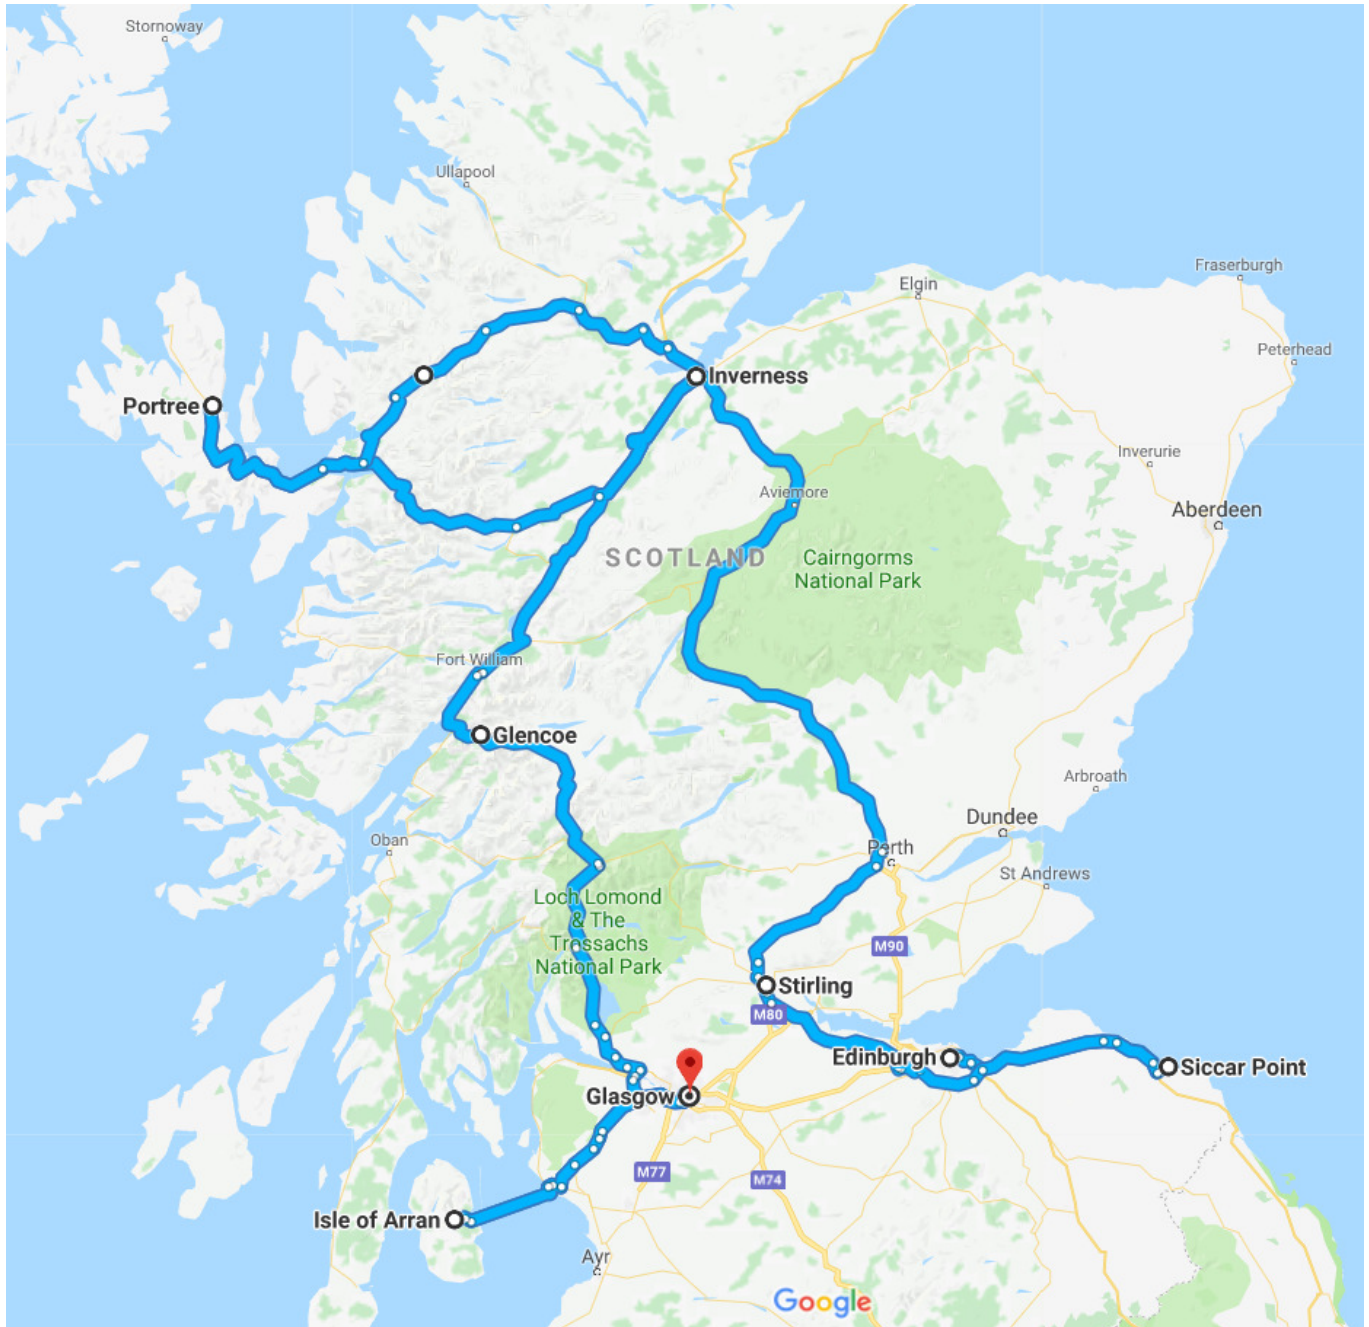 Stornoway
Ullapool
Fraserburgh
Elgin
Peterhead
Inverness
Portree
Inverurie
Aviemore
Aberdeen
SCOTLAND
Cairngorms
National Park
Fort William
Glencoe
Arbroath
Dundee
Oban
Perth
St Andrews
Loch Lomond
& The
Trossachs
National Park
M90
Stirling
M80
Edinburgh
Siccar Point
Glasgow
M77
M74
Isle of Arran
Ayr
Google